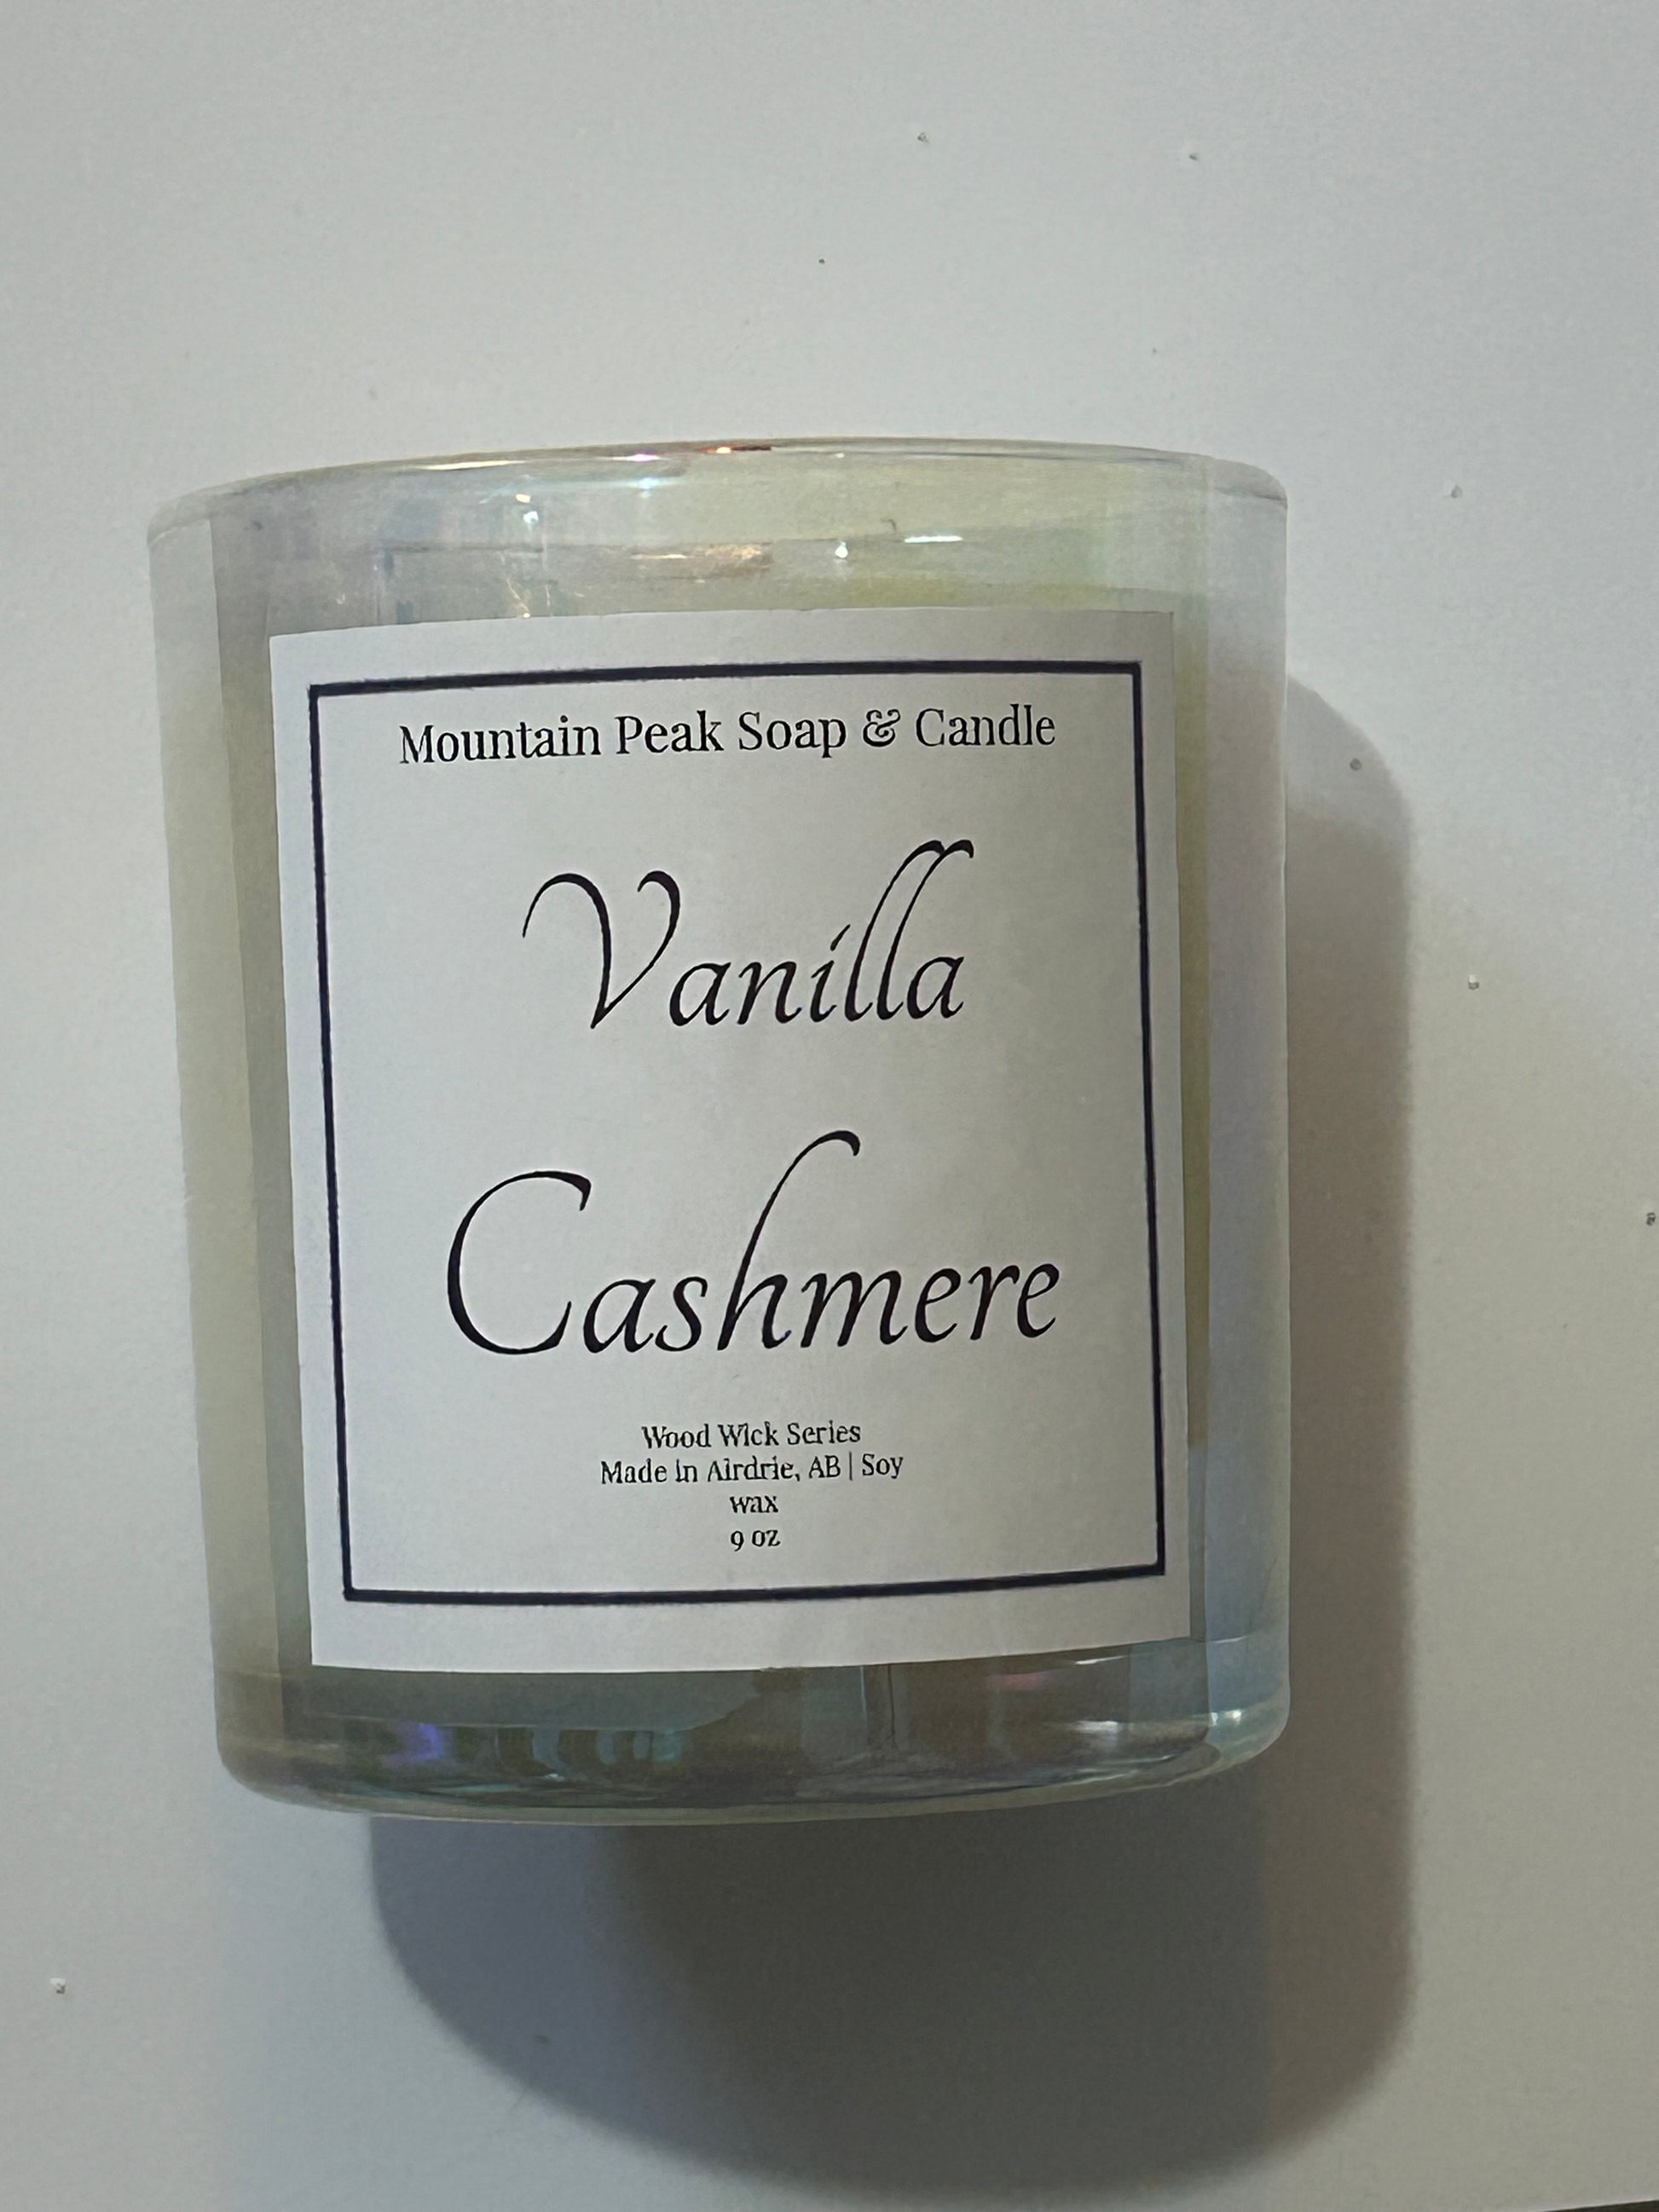 Mountain Peak Soap & Candle
Vanilla
Cashmere
Wood Wick Series
Made in Airdrie, AB | Soy
wax
9 oz